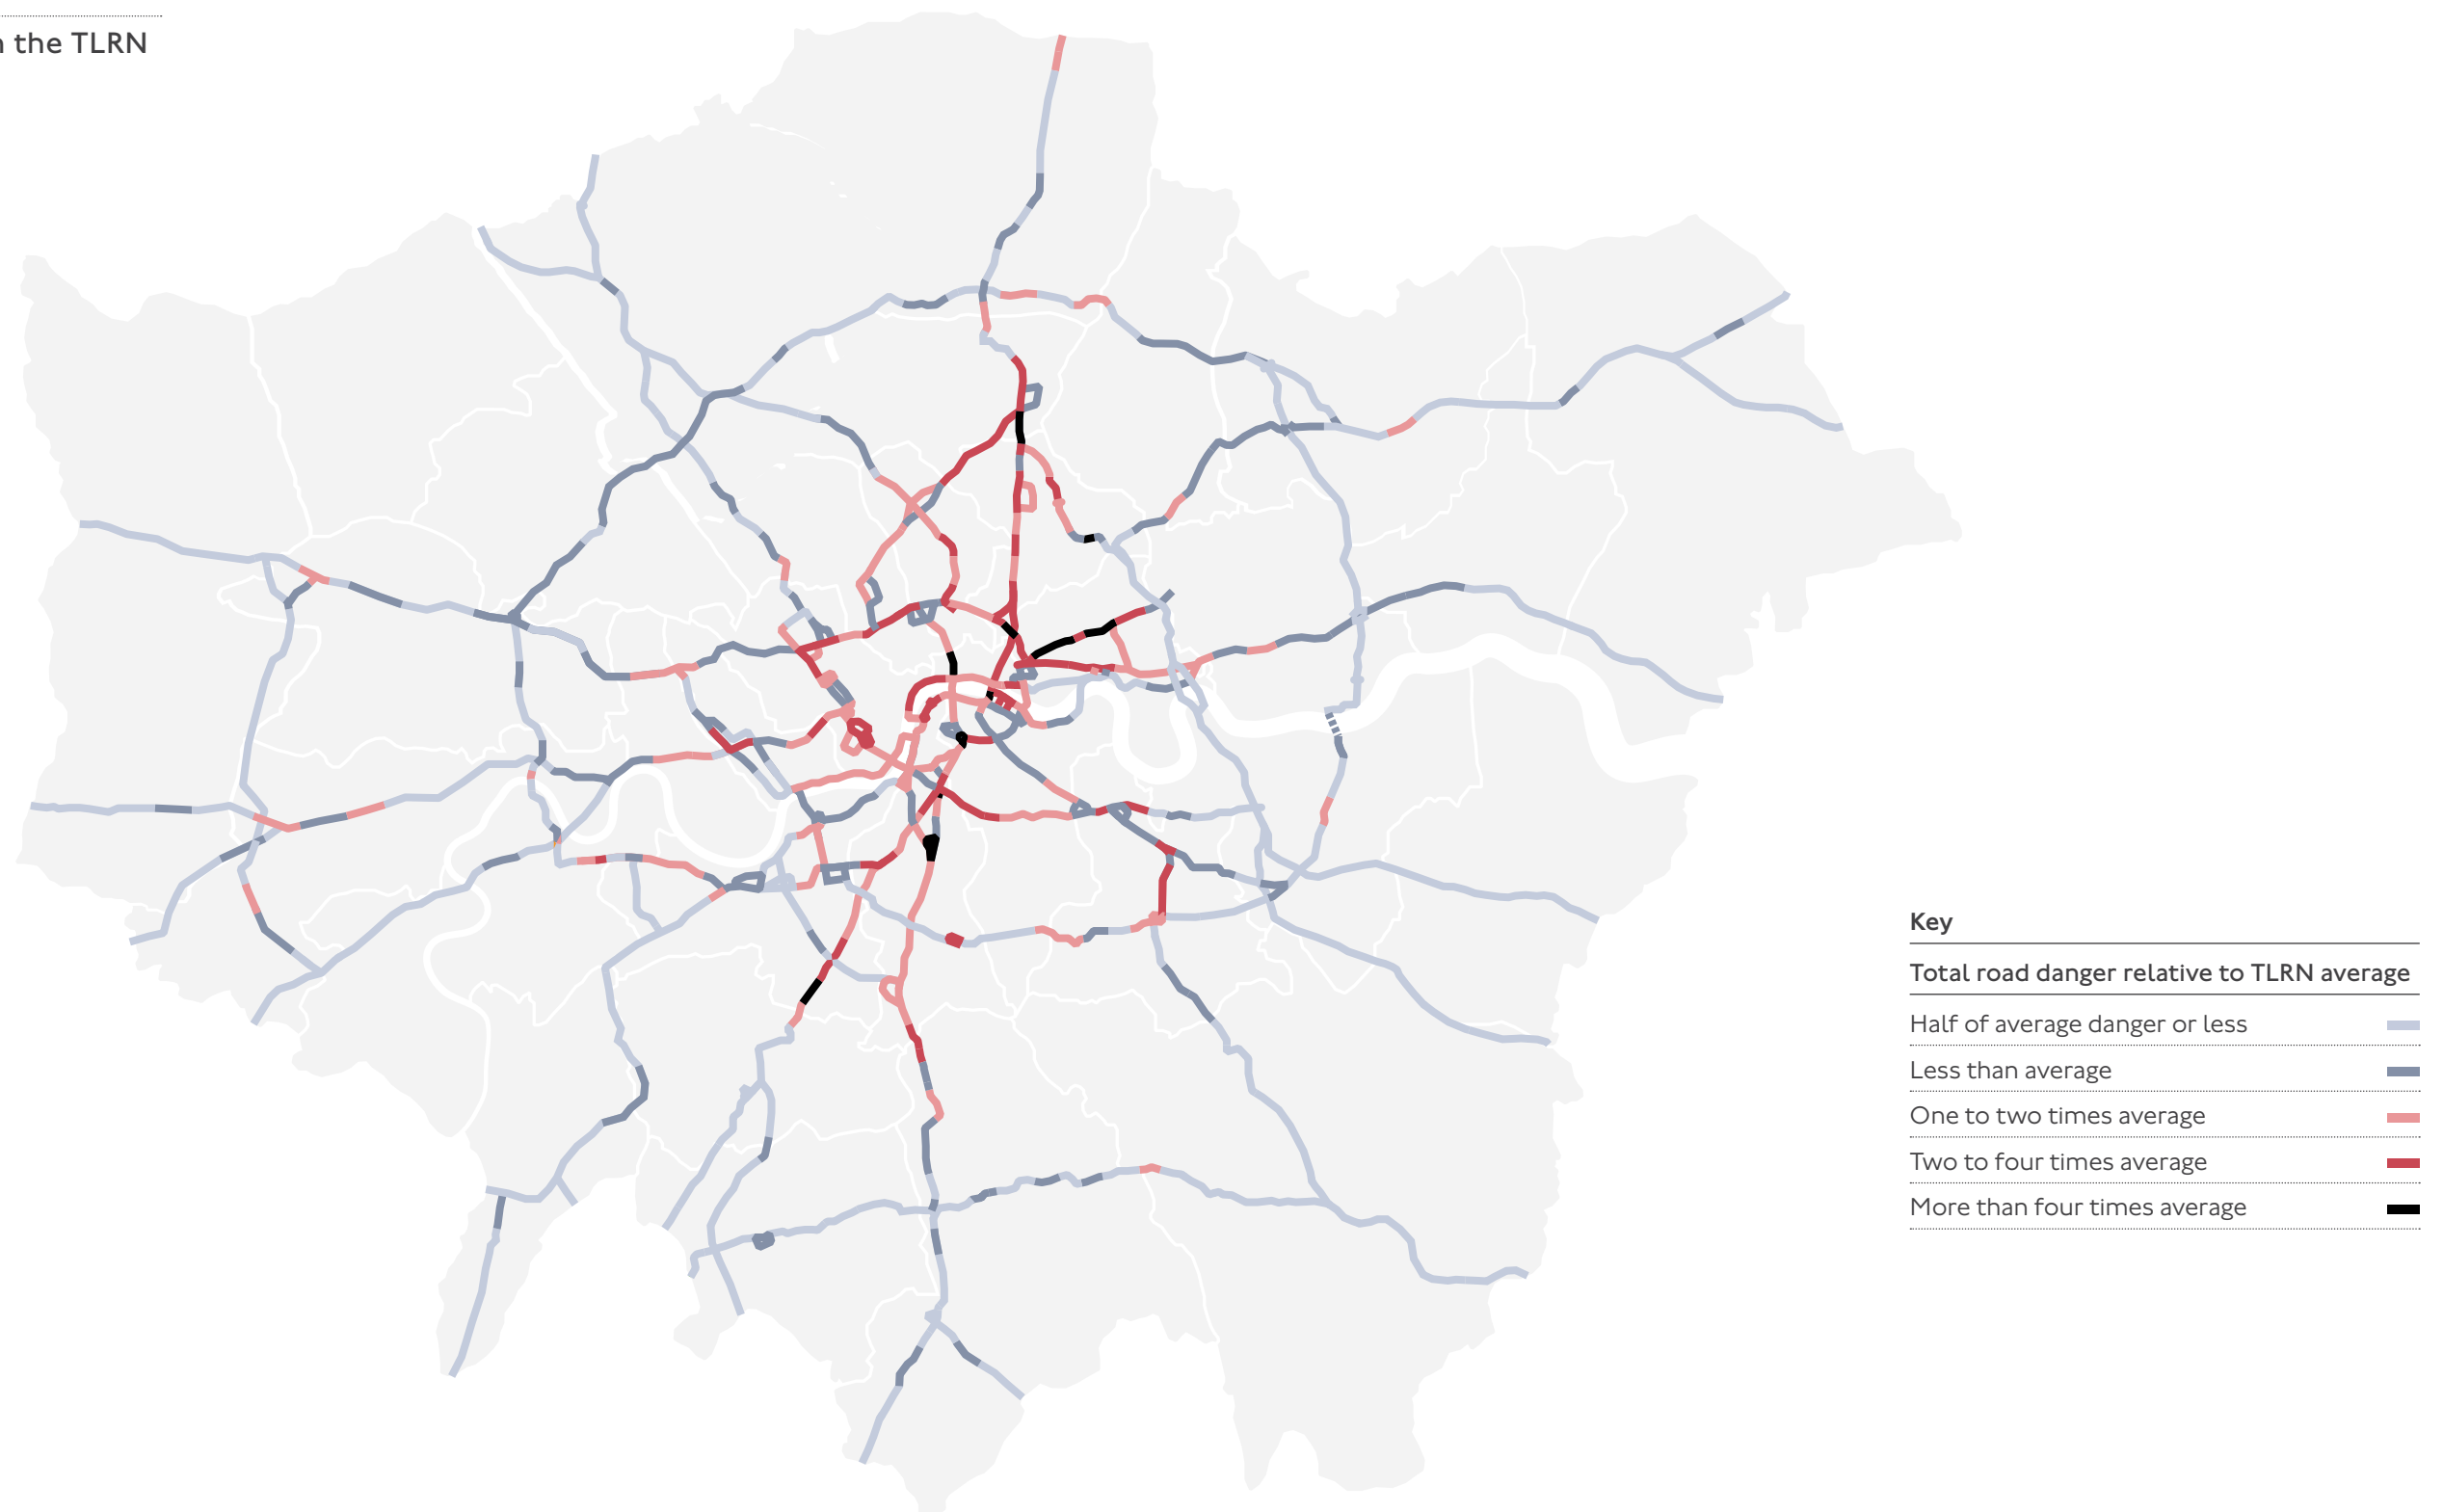 the TLRN
Key
Total road danger relative to TLRN average
Half of average danger or less
Less than average
One to two times average
Two to four times average
More than four times average